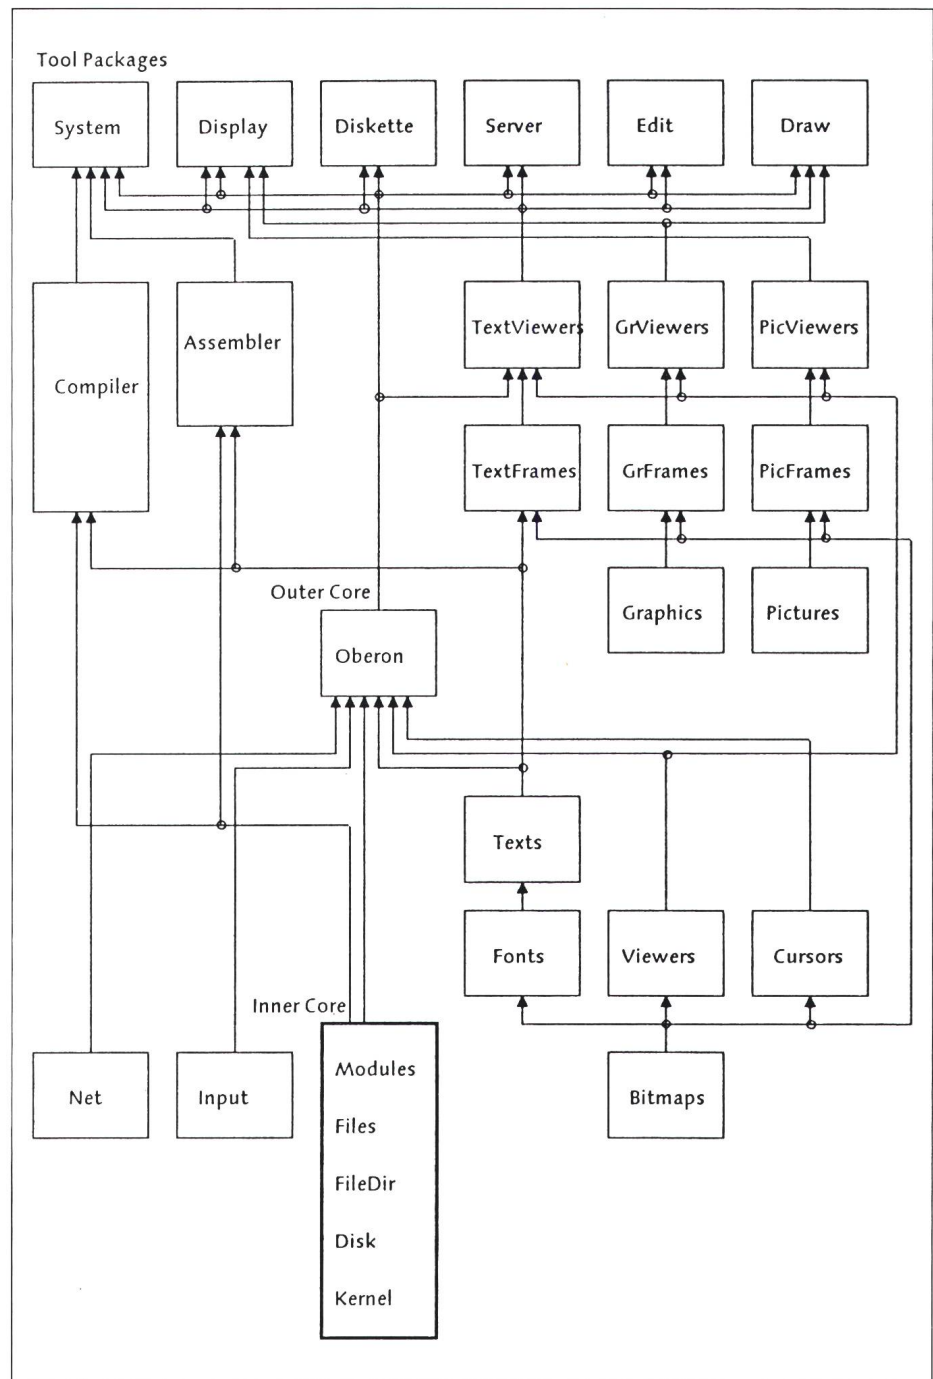 Tool Packages
System
Display
Diskette
Server
Edit
Draw
Compiler
Assembler
TextViewers
GrViewers
PicViewers
TextFrames
GrFrames
PicFrames
Outer Core
Oberon
Graphics
Pictures
Texts
Fonts
Viewers
Cursors
Inner Core
Net
Input
Modules
Files
FileDir
Disk
Kernel
Bitmaps